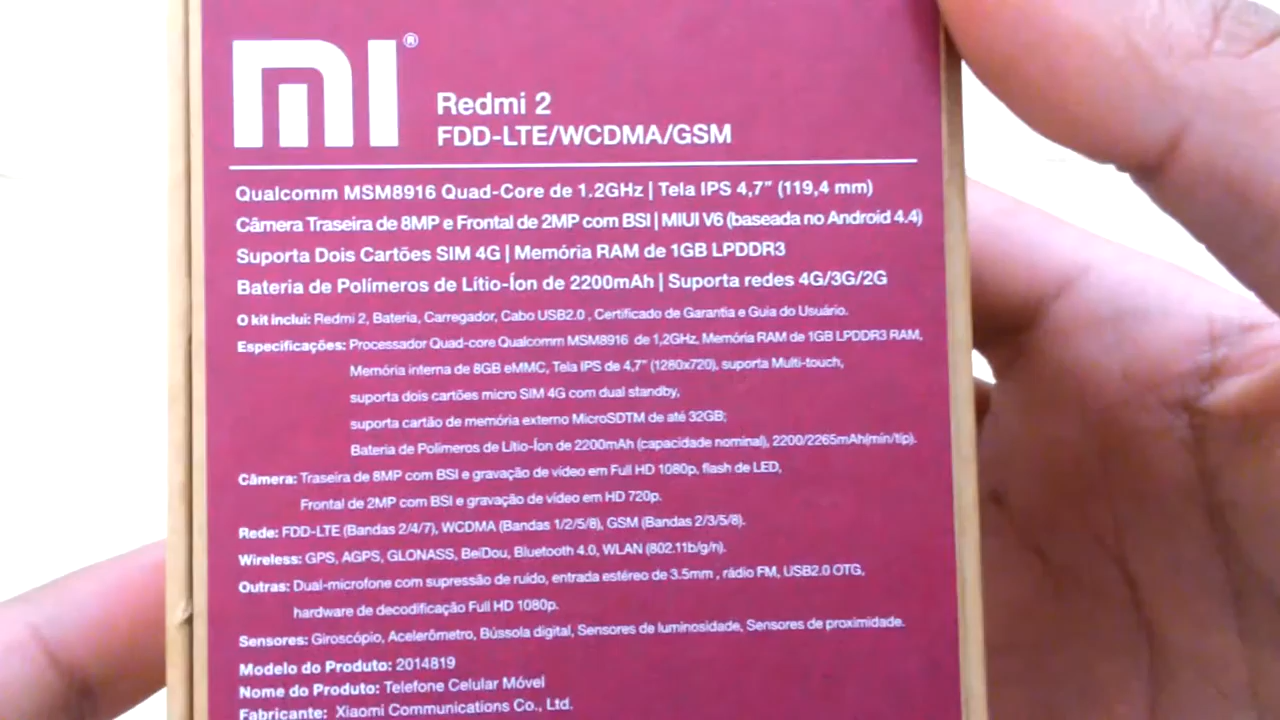 mi®
Redmi 2
FDD-LTE/WCDMA/GSM
Qualcomm MSM8916 Quad-Core de 1.2GHz | Tela IPS 4,7” (119,4 mm)
Câmera Traseira de 8MP e Frontal de 2MP com BSI | MIUI V6 (baseada no Android 4.4)
Suporta Dois Cartões SIM 4G | Memória RAM de 1GB LPDDR3
Bateria de Polímeros de Lítio-Íon de 2200mAh | Suporta redes 4G/3G/2G
O kit inclui: Redmi 2, Bateria, Carregador, Cabo USB2.0 , Certificado de Garantia e Guia do Usuário.
Especificações: Processador Quad-core Qualcomm MSM8916 de 1,2GHz, Memória RAM de 1GB LPDDR3 RAM,
Memória interna de 8GB eMMC, Tela IPS de 4,7” (1280x720), suporta Multi-touch,
suporta dois cartões micro SIM 4G com dual standby,
suporta cartão de memória externo MicroSDTM de até 32GB;
Bateria de Polímeros de Lítio-Íon de 2200mAh (capacidade nominal), 2200/2265mAh(min/típ).
Câmera: Traseira de 8MP com BSI e gravação de vídeo em Full HD 1080p, flash de LED,
Frontal de 2MP com BSI e gravação de vídeo em HD 720p.
Rede: FDD-LTE (Bandas 2/4/7), WCDMA (Bandas 1/2/5/8), GSM (Bandas 2/3/5/8).
Wireless: GPS, AGPS, GLONASS, BeiDou, Bluetooth 4.0, WLAN (802.11b/g/n).
Outras: Dual-microfone com supressão de ruído, entrada estéreo de 3.5mm , rádio FM, USB2.0 OTG,
hardware de decodificação Full HD 1080p.
Sensores: Giroscópio, Acelerômetro, Bússola digital, Sensores de luminosidade, Sensores de proximidade.
Modelo do Produto: 2014819
Nome do Produto: Telefone Celular Móvel
Fabricante: Xiaomi Communications Co., Ltd.